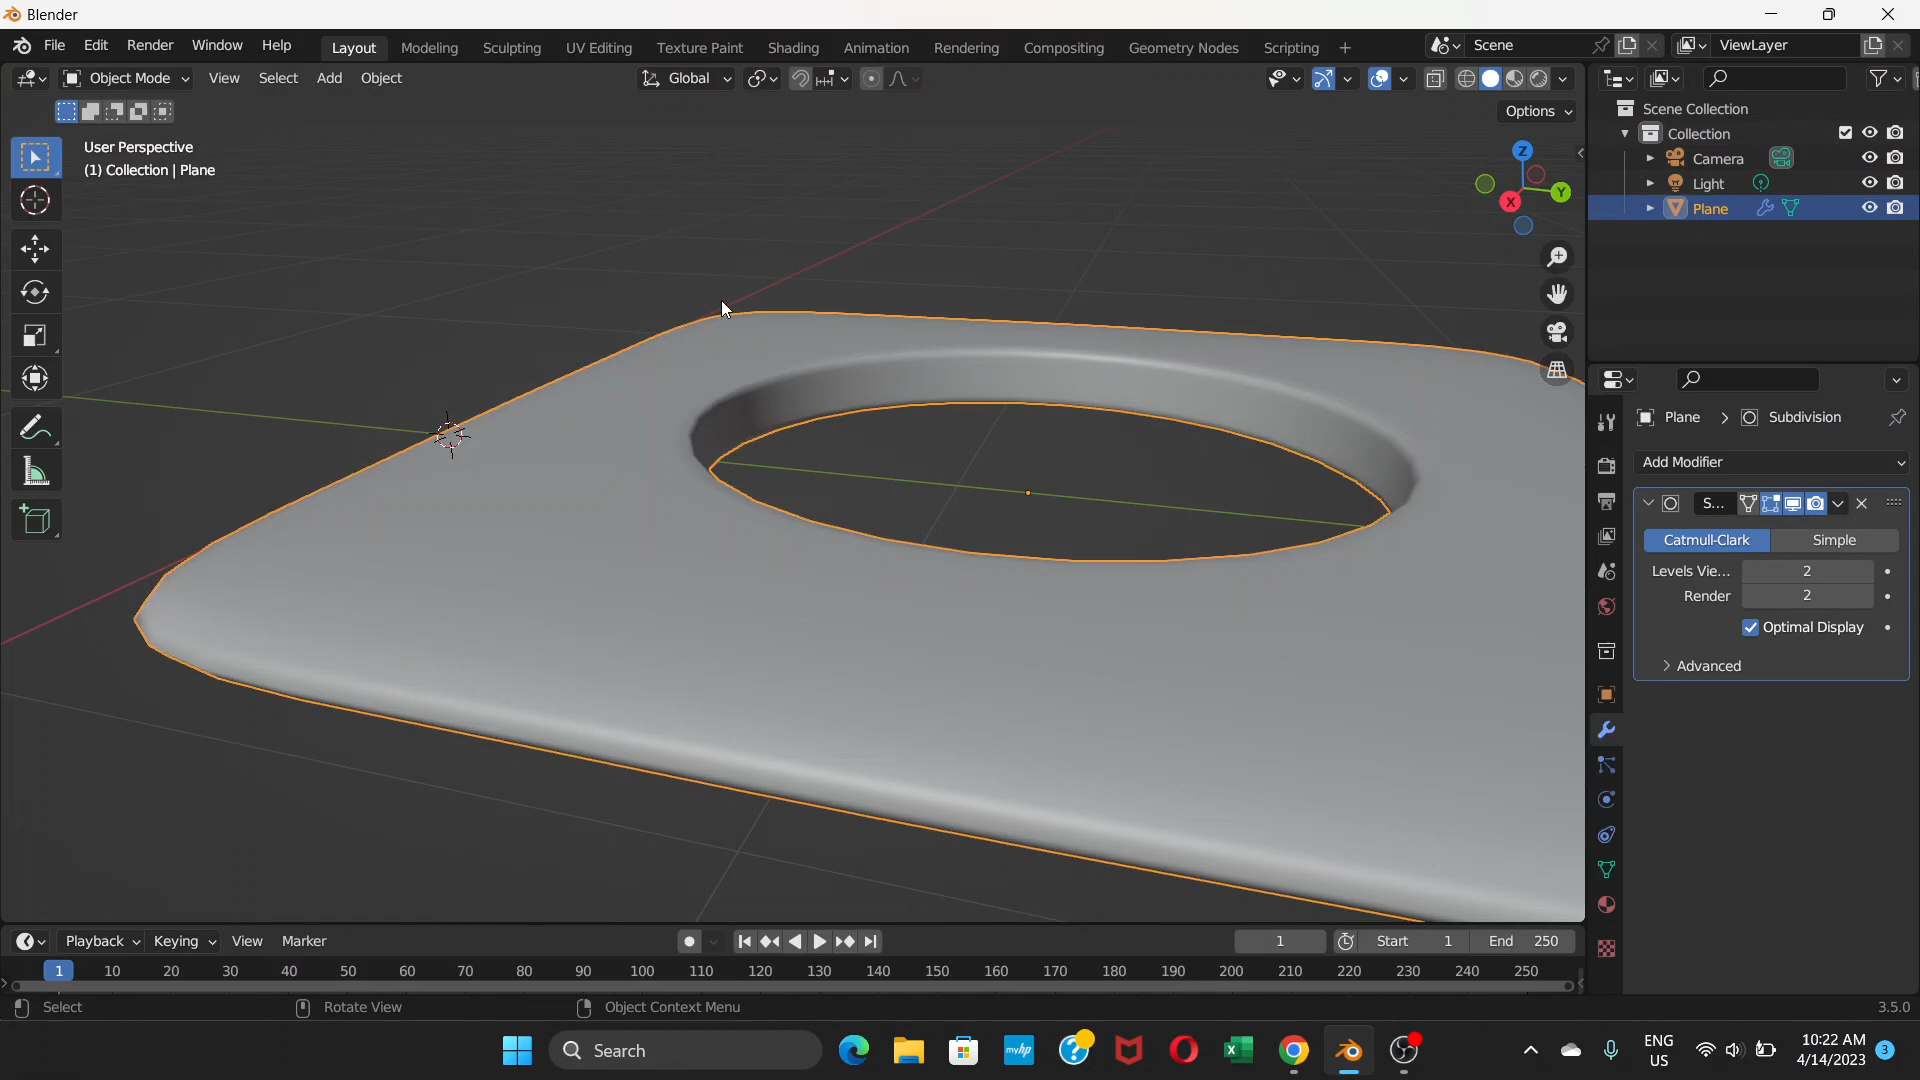 Blender
File Edit Render Window Help Layout Modeling Sculpting UV Editing Texture Paint Shading Animation Rendering Compositing Geometry Nodes Scripting + Scene ViewLayer
Object Mode View Select Add Object Global
Options
User Perspective
(1) Collection | Plane
Z
Y
X
Scene Collection
Collection
Camera
Light
Plane
Plane > Subdivision
Add Modifier
S...
Catmull-Clark Simple
Levels Vie... 2
Render 2
Optimal Display
Advanced
Playback Keying View Marker 1 Start 1 End 250
1 10 20 30 40 50 60 70 80 90 100 110 120 130 140 150 160 170 180 190 200 210 220 230 240 250
Select Rotate View Object Context Menu 3.5.0
Search myhp ENG US 10:22 AM 4/14/2023 3